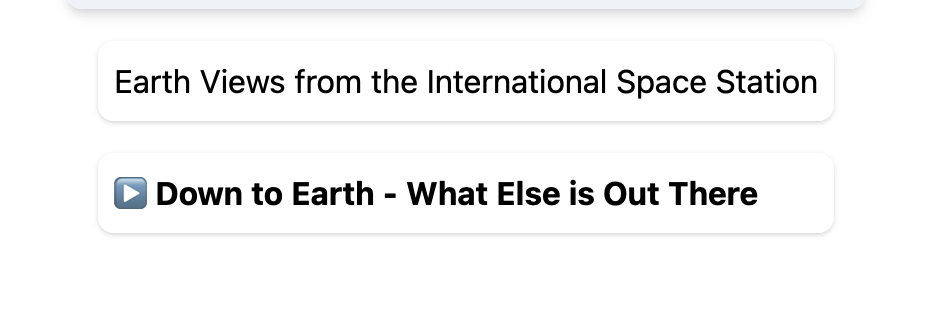 Earth Views from the International Space Station
▶️ Down to Earth - What Else is Out There